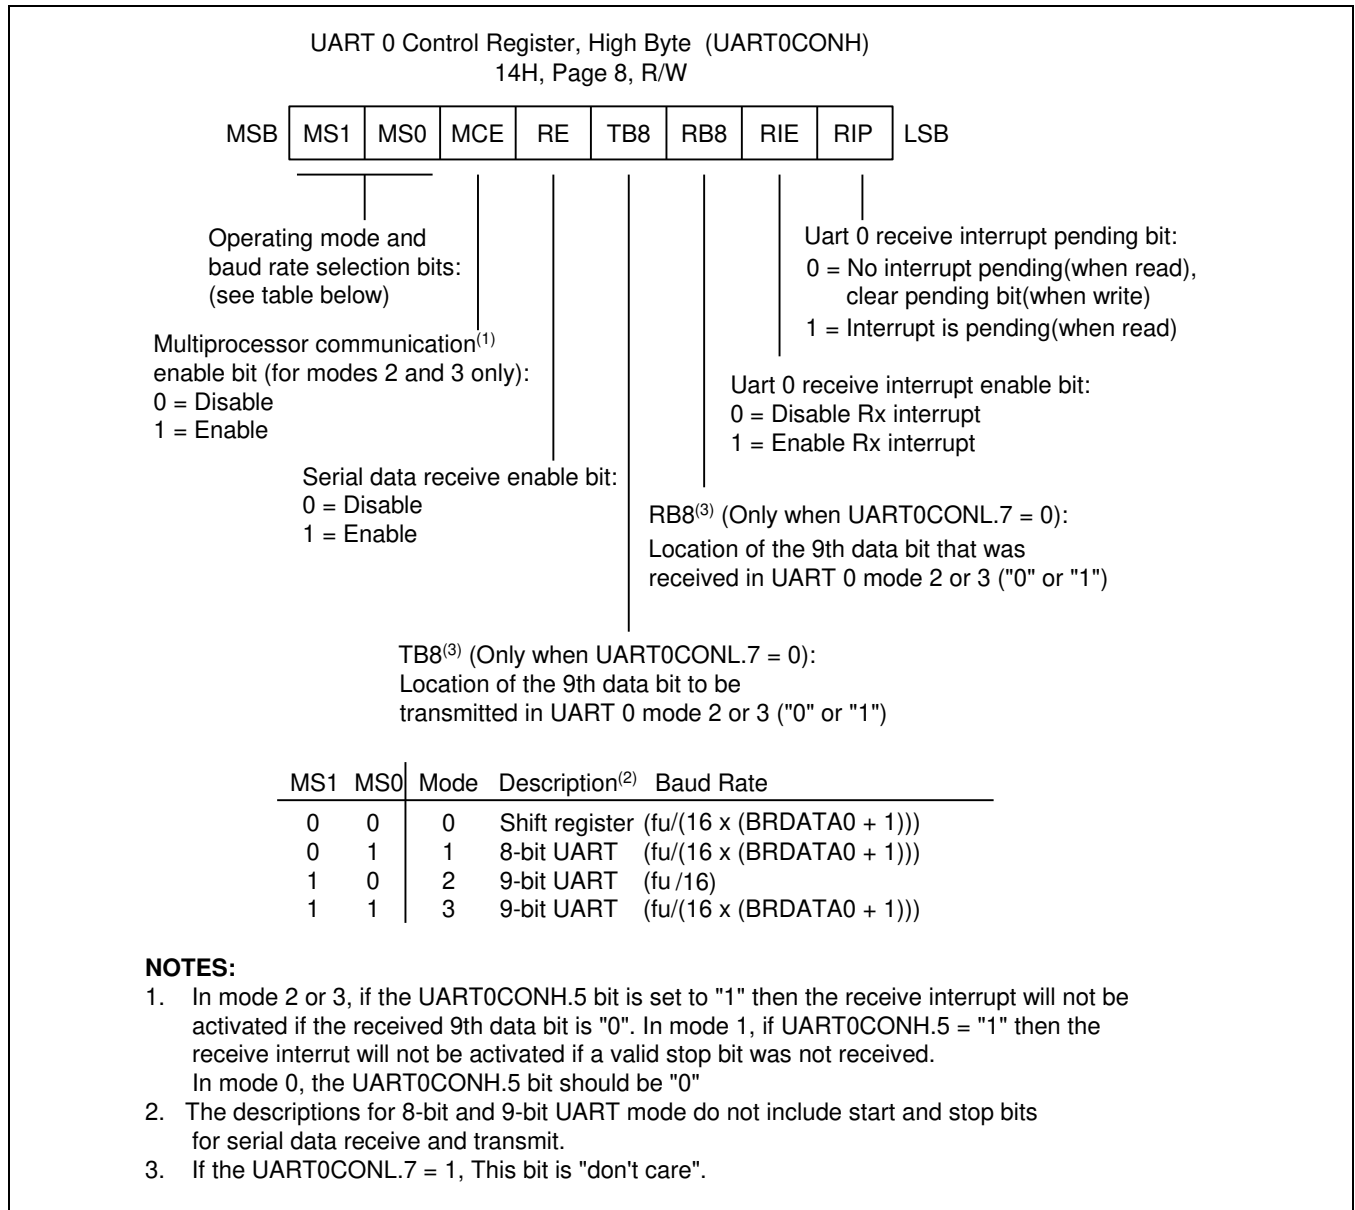 UART 0 Control Register, High Byte (UART0CONH)
14H, Page 8, R/W
MSB MS1 MS0 MCE RE TB8 RB8 RIE RIP LSB
Operating mode and
baud rate selection bits:
(see table below)
Uart 0 receive interrupt pending bit:
0 = No interrupt pending(when read),
clear pending bit(when write)
1 = Interrupt is pending(when read)
Multiprocessor communication(1)
enable bit (for modes 2 and 3 only):
0 = Disable
1 = Enable
Uart 0 receive interrupt enable bit:
0 = Disable Rx interrupt
1 = Enable Rx interrupt
Serial data receive enable bit:
0 = Disable
1 = Enable
RB8(3) (Only when UART0CONL.7 = 0):
Location of the 9th data bit that was
received in UART 0 mode 2 or 3 ("0" or "1")
TB8(3) (Only when UART0CONL.7 = 0):
Location of the 9th data bit to be
transmitted in UART 0 mode 2 or 3 ("0" or "1")
MS1 MS0 Mode Description(2) Baud Rate
0 0 0 Shift register (fu/(16 x (BRDATA0 + 1)))
0 1 1 8-bit UART (fu/(16 x (BRDATA0 + 1)))
1 0 2 9-bit UART (fu /16)
1 1 3 9-bit UART (fu/(16 x (BRDATA0 + 1)))
NOTES:
1. In mode 2 or 3, if the UART0CONH.5 bit is set to "1" then the receive interrupt will not be
activated if the received 9th data bit is "0". In mode 1, if UART0CONH.5 = "1" then the
receive interrut will not be activated if a valid stop bit was not received.
In mode 0, the UART0CONH.5 bit should be "0"
2. The descriptions for 8-bit and 9-bit UART mode do not include start and stop bits
for serial data receive and transmit.
3. If the UART0CONL.7 = 1, This bit is "don't care".